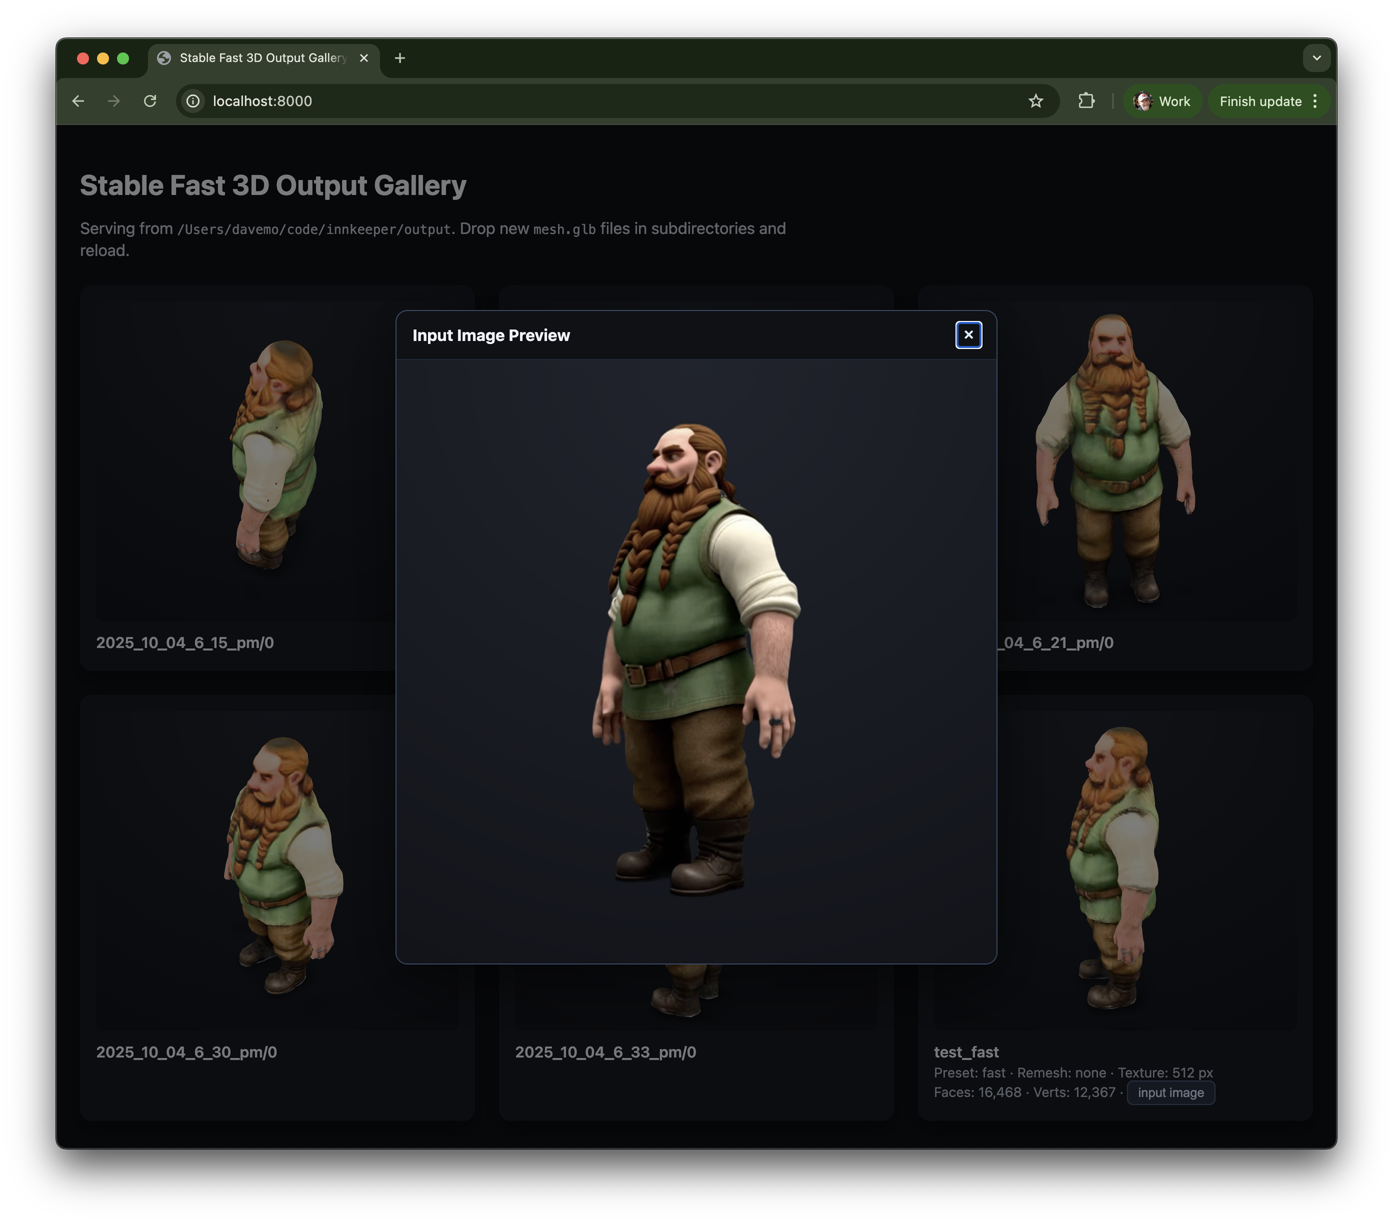 Stable Fast 3D Output Gallery
localhost:8000
Work
Finish update
Stable Fast 3D Output Gallery
Serving from /Users/davemo/code/innkeeper/output. Drop new mesh.glb files in subdirectories and
reload.
Input Image Preview
2025_10_04_6_15_pm/0
_04_6_21_pm/0
2025_10_04_6_30_pm/0
2025_10_04_6_33_pm/0
test_fast
Preset: fast · Remesh: none · Texture: 512 px
Faces: 16,468 · Verts: 12,367 · input image